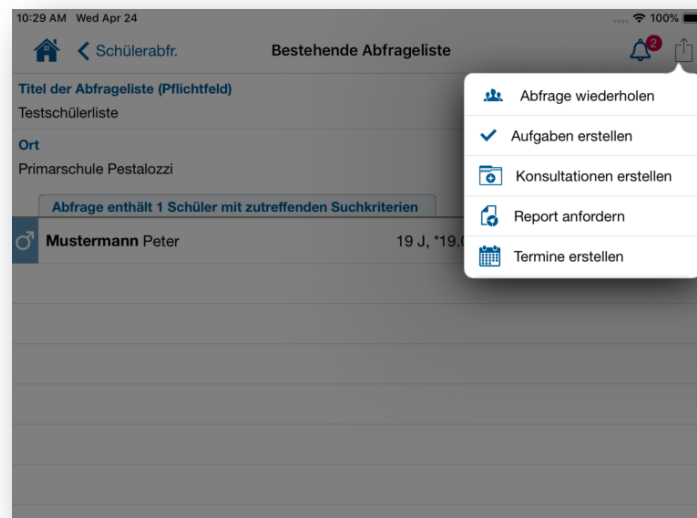 10:29 AM Wed Apr 24
100%
Schülerabfr.
Bestehende Abfrageliste
2
Titel der Abfrageliste (Pflichtfeld)
Testschülerliste
Ort
Primarschule Pestalozzi
Abfrage enthält 1 Schüler mit zutreffenden Suchkriterien
Mustermann Peter
19 J, *19.0
Abfrage wiederholen
Aufgaben erstellen
Konsultationen erstellen
Report anfordern
Termine erstellen